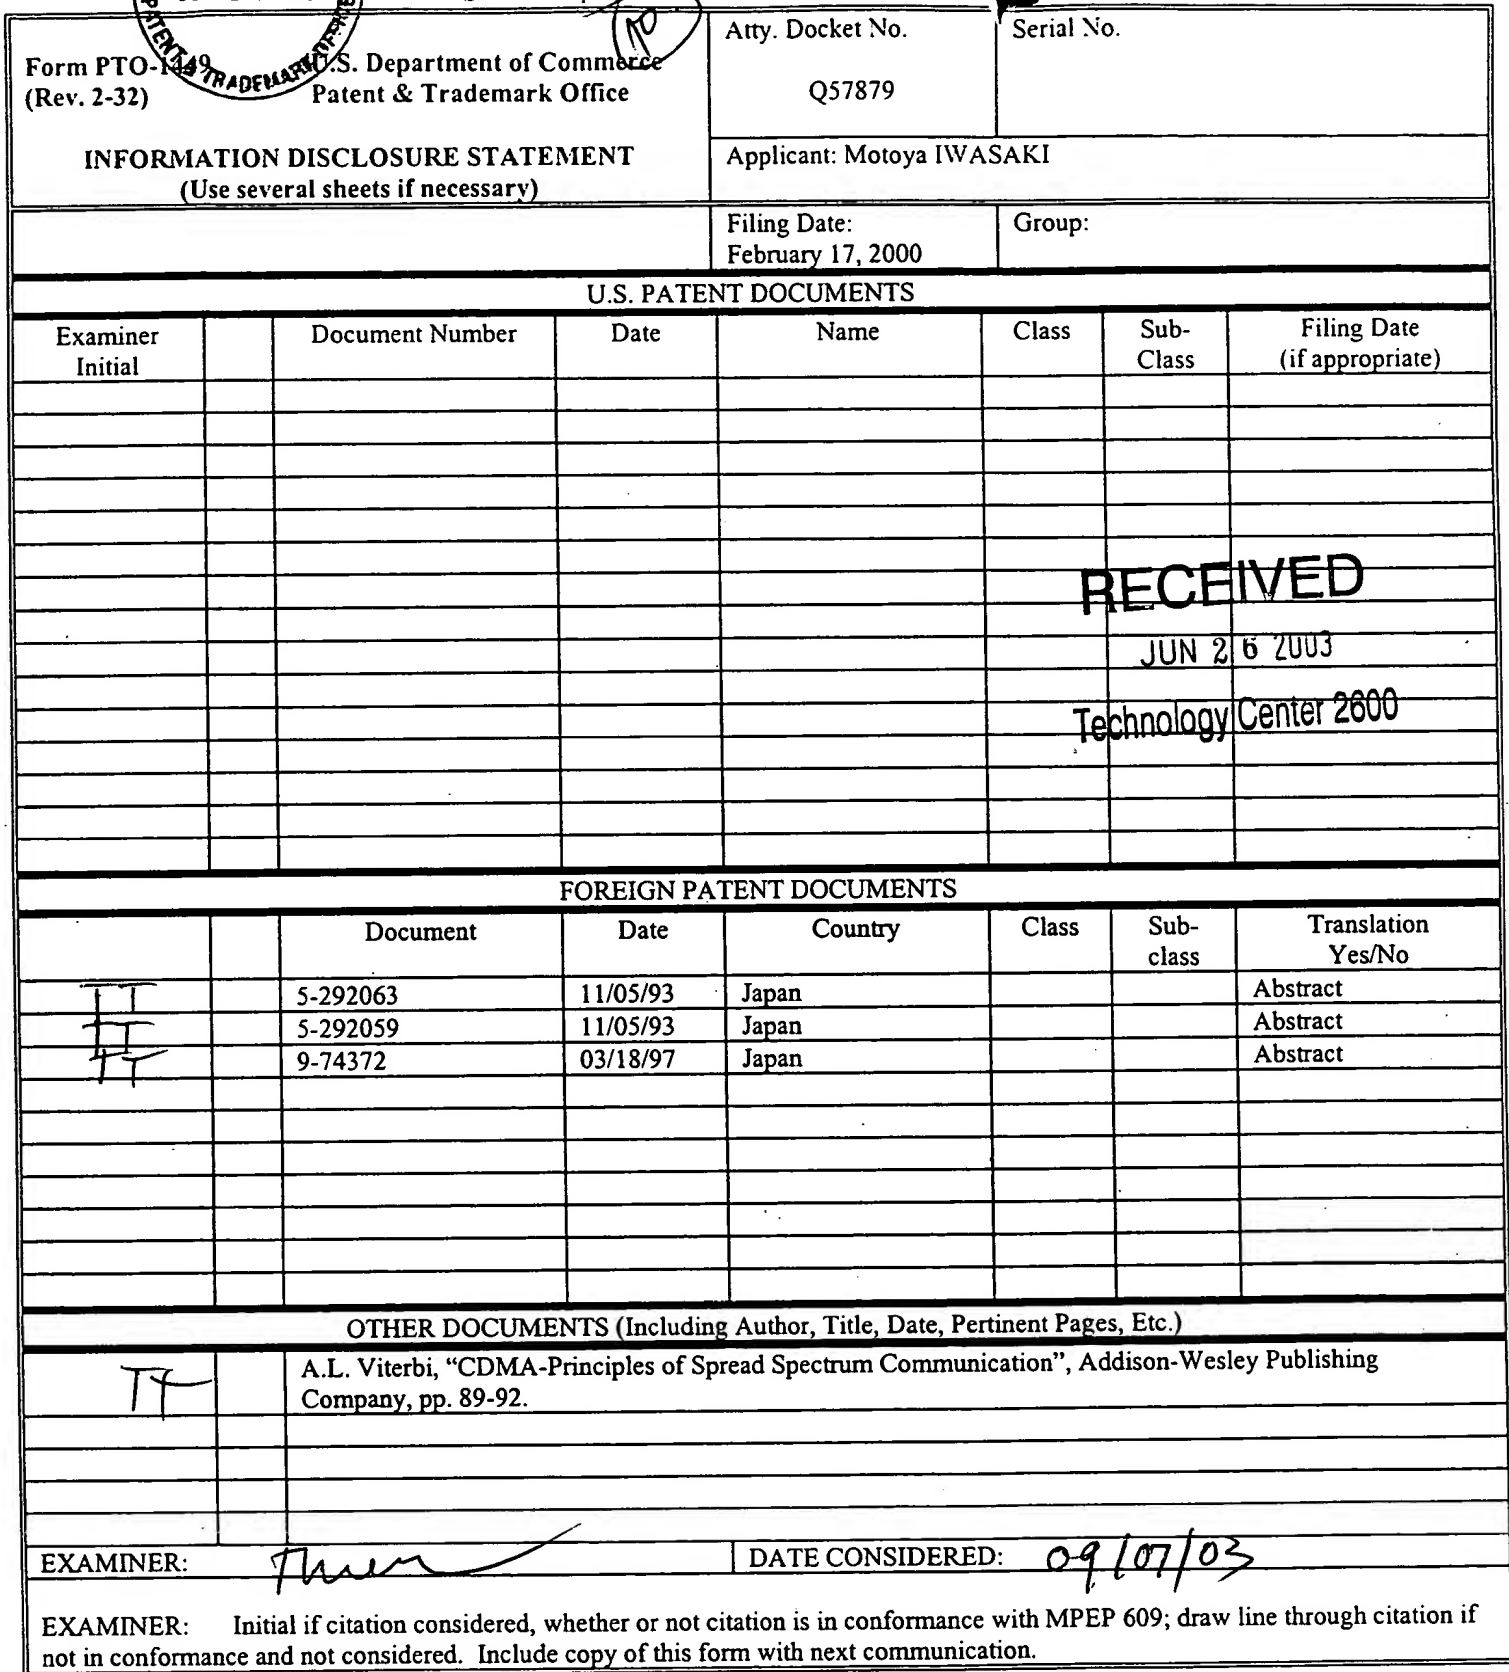 PATENT & TRADEMARK OFFICE
Form PTO-1449 U.S. Department of Commerce
(Rev. 2-32) Patent & Trademark Office
INFORMATION DISCLOSURE STATEMENT
(Use several sheets if necessary)
Atty. Docket No.
Q57879
Serial No.
Applicant: Motoya IWASAKI
Filing Date:
February 17, 2000
Group:
U.S. PATENT DOCUMENTS
Examiner Initial Document Number Date Name Class Sub-Class Filing Date (if appropriate)
RECEIVED
JUN 26 2003
Technology Center 2600
FOREIGN PATENT DOCUMENTS
Document Date Country Class Sub-class Translation Yes/No
TT 5-292063 11/05/93 Japan Abstract
TT 5-292059 11/05/93 Japan Abstract
TT 9-74372 03/18/97 Japan Abstract
OTHER DOCUMENTS (Including Author, Title, Date, Pertinent Pages, Etc.)
TT A.L. Viterbi, “CDMA-Principles of Spread Spectrum Communication”, Addison-Wesley Publishing
Company, pp. 89-92.
EXAMINER: DATE CONSIDERED: 09/07/03
EXAMINER: Initial if citation considered, whether or not citation is in conformance with MPEP 609; draw line through citation if
not in conformance and not considered. Include copy of this form with next communication.